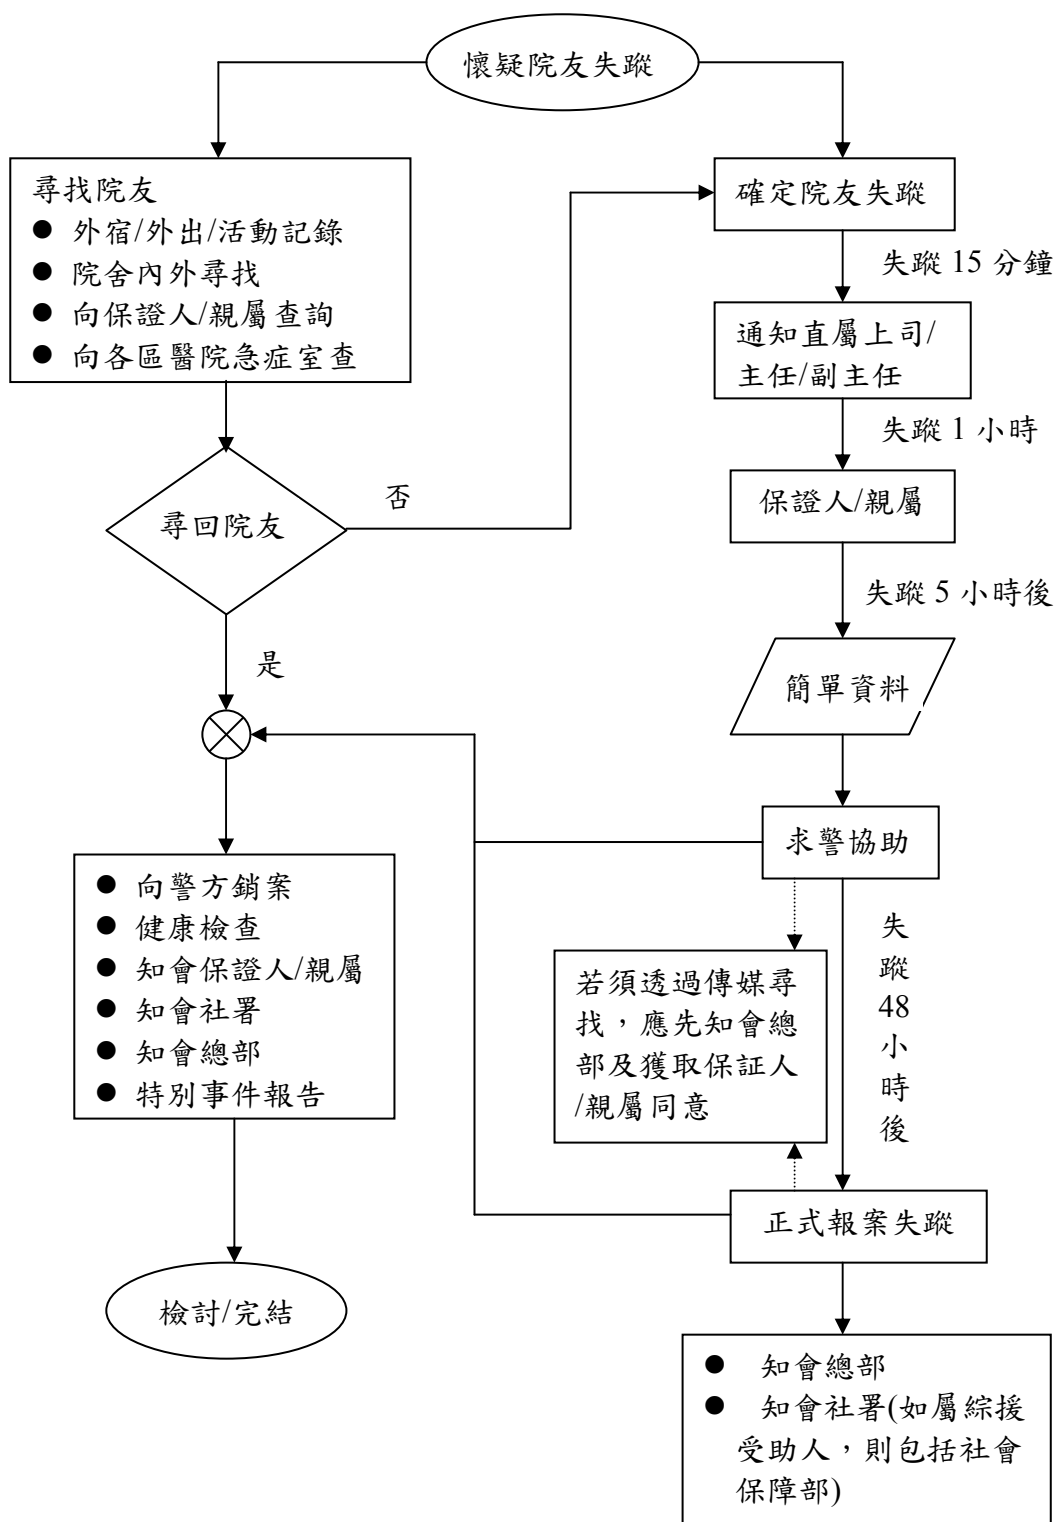 懷疑院友失蹤
尋找院友
● 外宿/外出/活動記錄
● 院舍內外尋找
● 向保證人/親屬查詢
● 向各區醫院急症室查
確定院友失蹤
失蹤 15 分鐘
通知直屬上司/
主任/副主任
失蹤 1 小時
否
尋回院友
保證人/親屬
失蹤 5 小時後
是
簡單資料
求警協助
● 向警方銷案
● 健康檢查
● 知會保證人/親屬
● 知會社署
● 知會總部
● 特別事件報告
若須透過傳媒尋
找，應先知會總
部及獲取保証人
/親屬同意
失
蹤
48
小
時
後
正式報案失蹤
檢討/完結
● 知會總部
● 知會社署(如屬綜援
受助人，則包括社會
保障部)